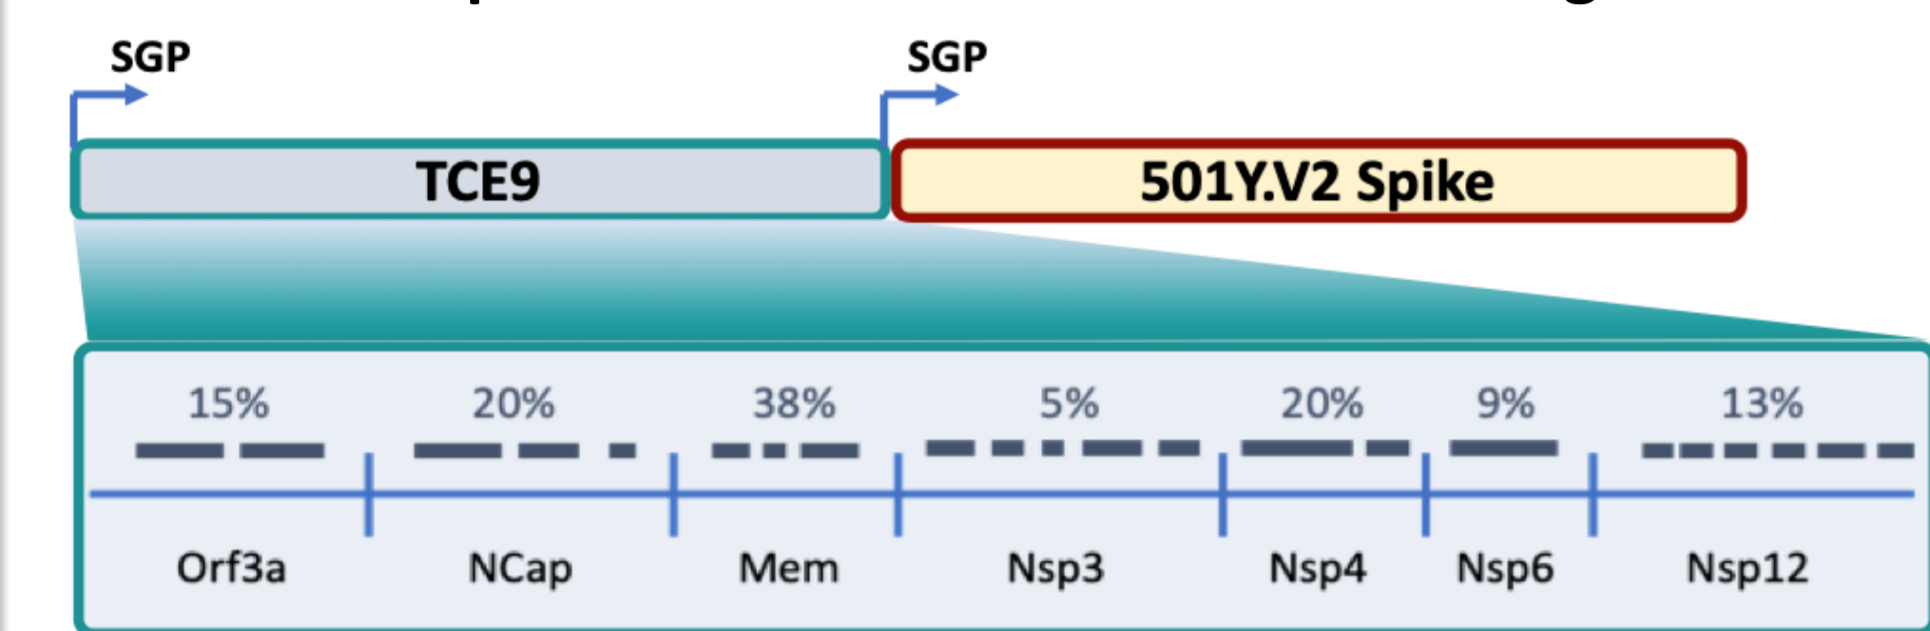 SGP SGP
TCE9 501Y.V2 Spike
15% 20% 38% 5% 20% 9% 13%
Orf3a NCap Mem Nsp3 Nsp4 Nsp6 Nsp12